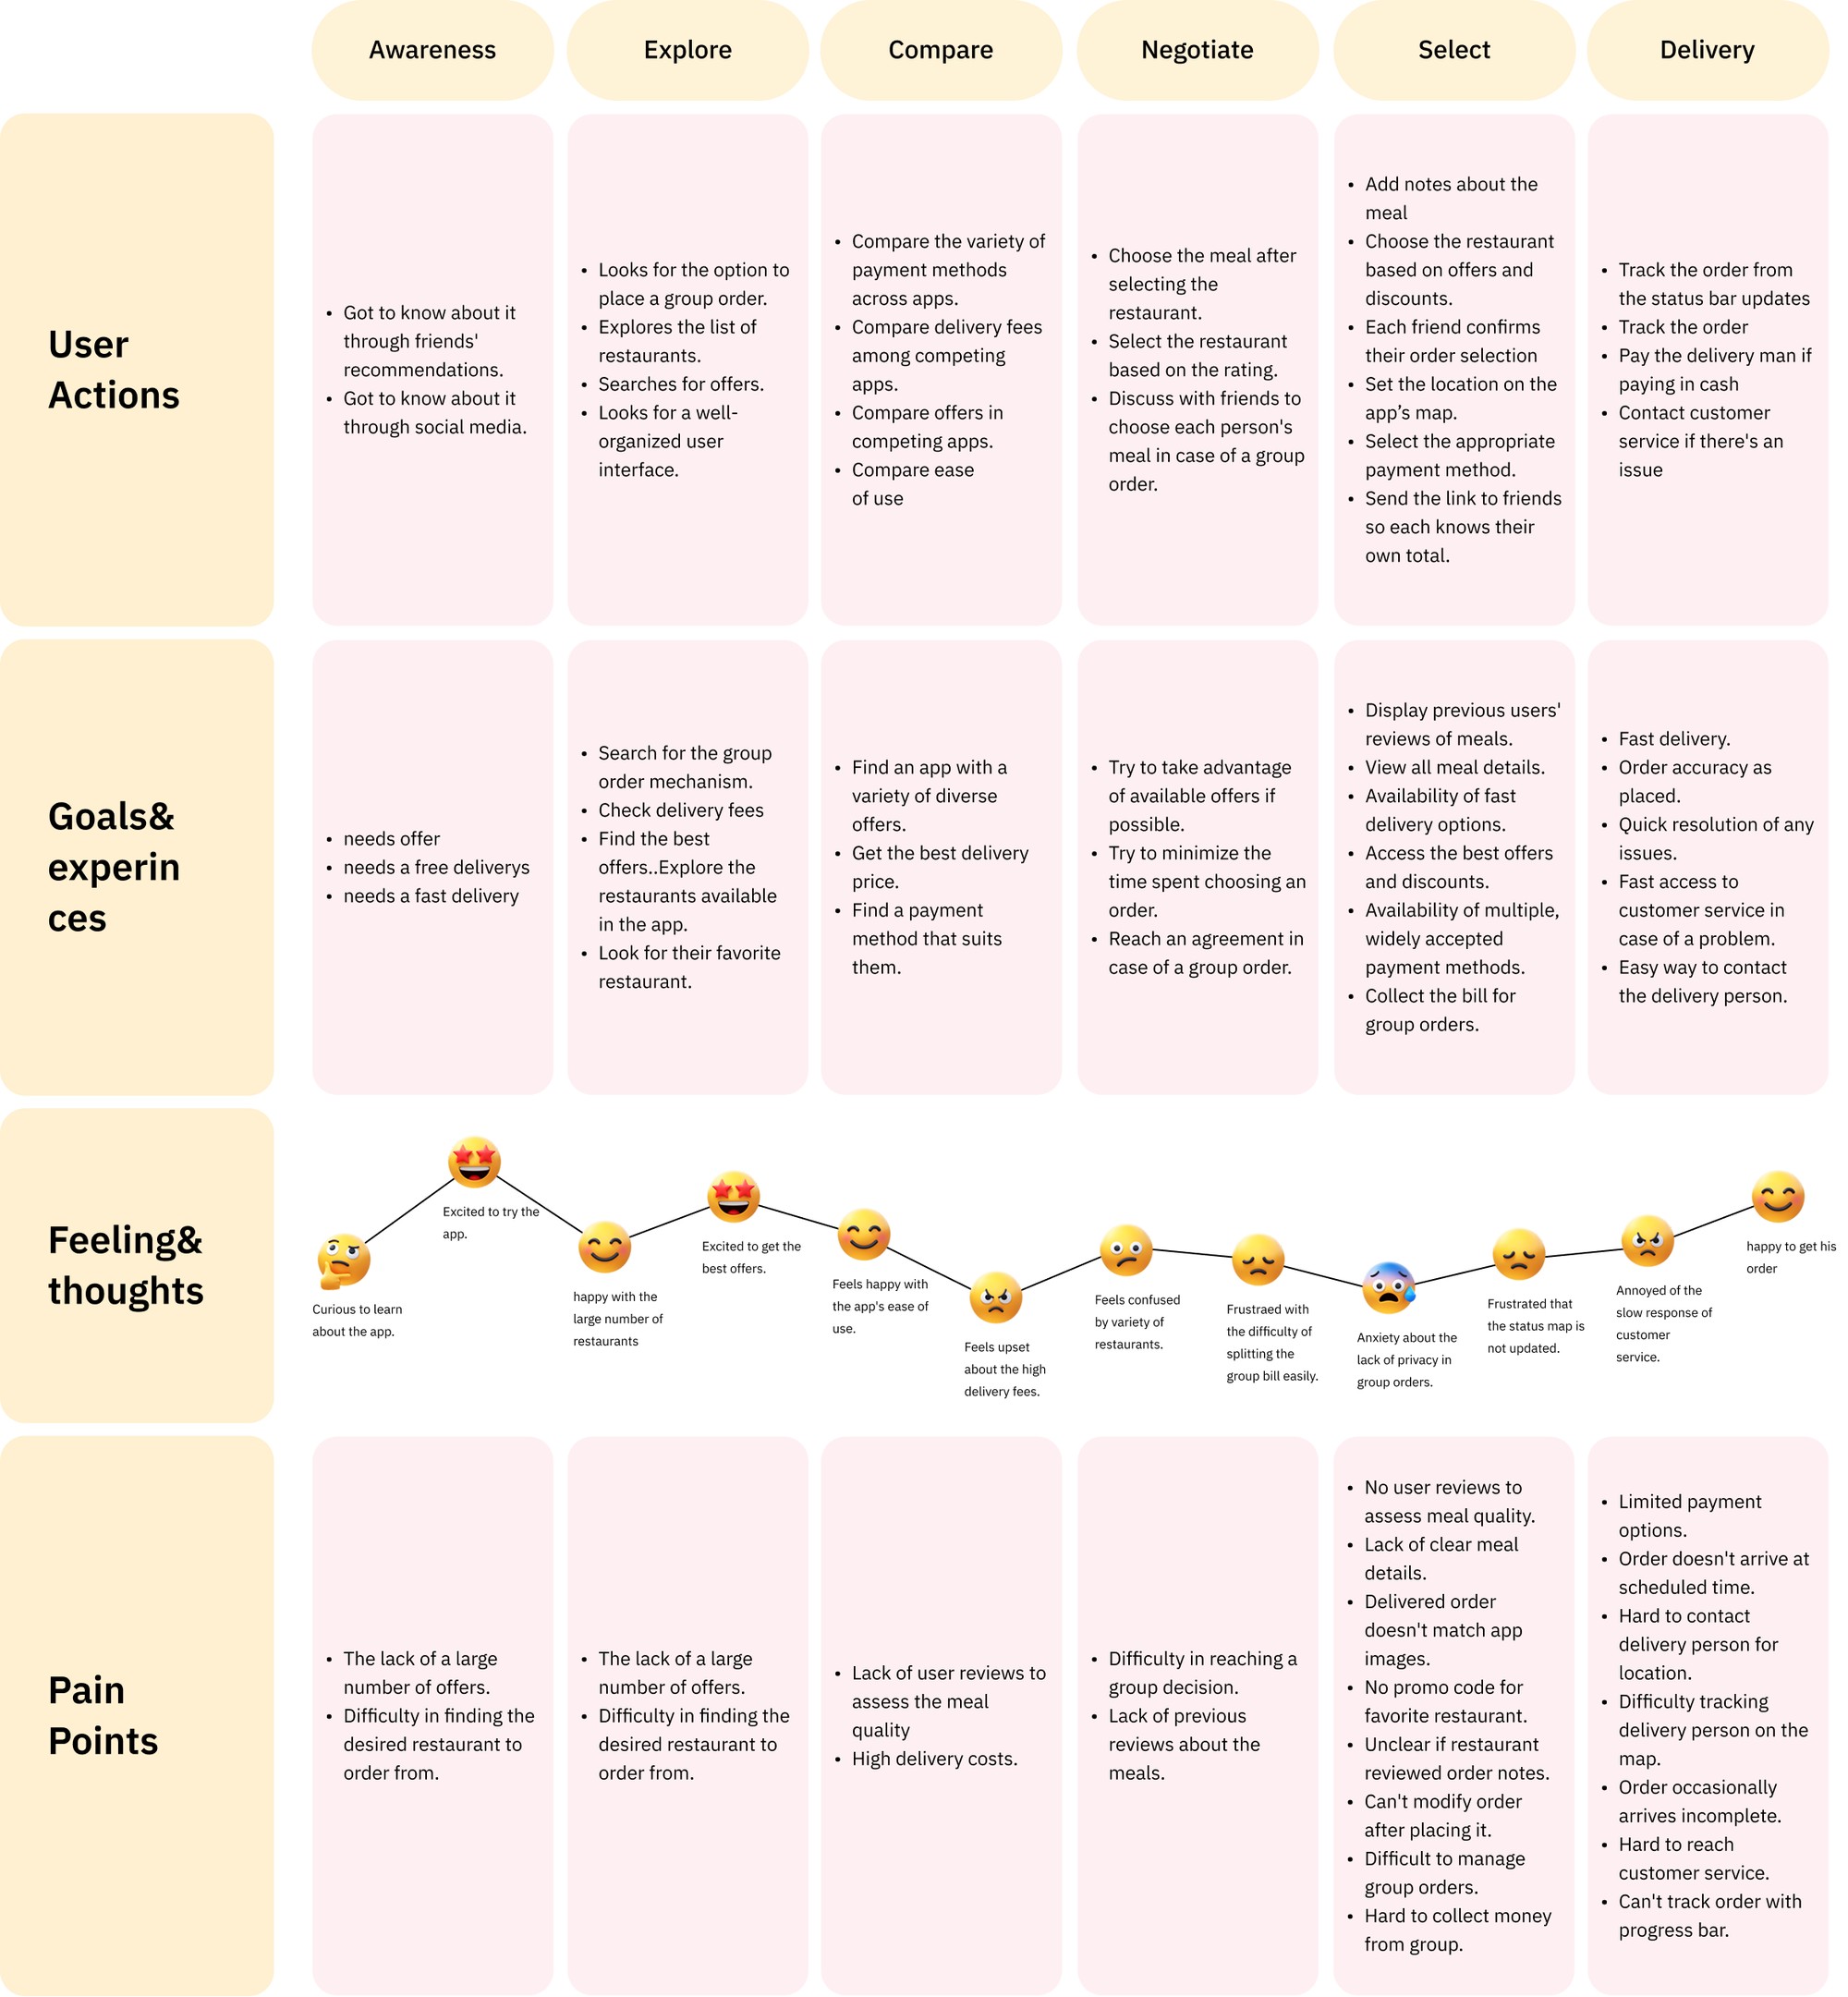 Awareness
Explore
Compare
Negotiate
Select
Delivery
User
Actions
• Got to know about it
through friends'
recommendations.
• Got to know about it
through social media.
• Looks for the option to
place a group order.
• Explores the list of
restaurants.
• Searches for offers.
• Looks for a well-
organized user
interface.
• Compare the variety of
payment methods
across apps.
• Compare delivery fees
among competing
apps.
• Compare offers in
competing apps.
• Compare ease
of use
• Choose the meal after
selecting the
restaurant.
• Select the restaurant
based on the rating.
• Discuss with friends to
choose each person's
meal in case of a group
order.
• Add notes about the
meal
• Choose the restaurant
based on offers and
discounts.
• Each friend confirms
their order selection
• Set the location on the
app’s map.
• Select the appropriate
payment method.
• Send the link to friends
so each knows their
own total.
• Track the order from
the status bar updates
• Track the order
• Pay the delivery man if
paying in cash
• Contact customer
service if there's an
issue
Goals&
experin
ces
• needs offer
• needs a free deliverys
• needs a fast delivery
• Search for the group
order mechanism.
• Check delivery fees
• Find the best
offers..Explore the
restaurants available
in the app.
• Look for their favorite
restaurant.
• Find an app with a
variety of diverse
offers.
• Get the best delivery
price.
• Find a payment
method that suits
them.
• Try to take advantage
of available offers if
possible.
• Try to minimize the
time spent choosing an
order.
• Reach an agreement in
case of a group order.
• Display previous users'
reviews of meals.
• View all meal details.
• Availability of fast
delivery options.
• Access the best offers
and discounts.
• Availability of multiple,
widely accepted
payment methods.
• Collect the bill for
group orders.
• Fast delivery.
• Order accuracy as
placed.
• Quick resolution of any
issues.
• Fast access to
customer service in
case of a problem.
• Easy way to contact
the delivery person.
Feeling&
thoughts
Curious to learn
about the app.
Excited to try the
app.
happy with the
large number of
restaurants
Excited to get the
best offers.
Feels happy with
the app's ease of
use.
Feels upset
about the high
delivery fees.
Feels confused
by variety of
restaurants.
Frustraed with
the difficulty of
splitting the
group bill easily.
Anxiety about the
lack of privacy in
group orders.
Frustrated that
the status map is
not updated.
Annoyed of the
slow response of
customer
service.
happy to get his
order
Pain
Points
• The lack of a large
number of offers.
• Difficulty in finding the
desired restaurant to
order from.
• The lack of a large
number of offers.
• Difficulty in finding the
desired restaurant to
order from.
• Lack of user reviews to
assess the meal
quality
• High delivery costs.
• Difficulty in reaching a
group decision.
• Lack of previous
reviews about the
meals.
• No user reviews to
assess meal quality.
• Lack of clear meal
details.
• Delivered order
doesn't match app
images.
• No promo code for
favorite restaurant.
• Unclear if restaurant
reviewed order notes.
• Can't modify order
after placing it.
• Difficult to manage
group orders.
• Hard to collect money
from group.
• Limited payment
options.
• Order doesn't arrive at
scheduled time.
• Hard to contact
delivery person for
location.
• Difficulty tracking
delivery person on the
map.
• Order occasionally
arrives incomplete.
• Hard to reach
customer service.
• Can't track order with
progress bar.